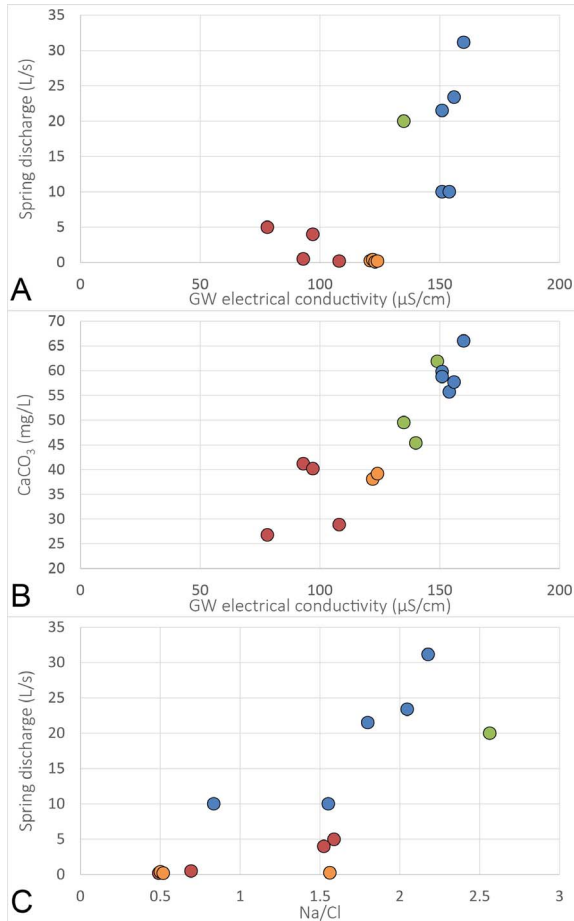 35
30
25
20
15
10
5
0
Spring discharge (L/s)
0 50 100 150 200
A
GW electrical conductivity (µS/cm)
70
65
60
55
50
45
40
35
30
25
20
CaCO3 (mg/L)
0 50 100 150 200
B
GW electrical conductivity (µS/cm)
35
30
25
20
15
10
5
0
Spring discharge (L/s)
0 0.5 1 1.5 2 2.5 3
C
Na/Cl